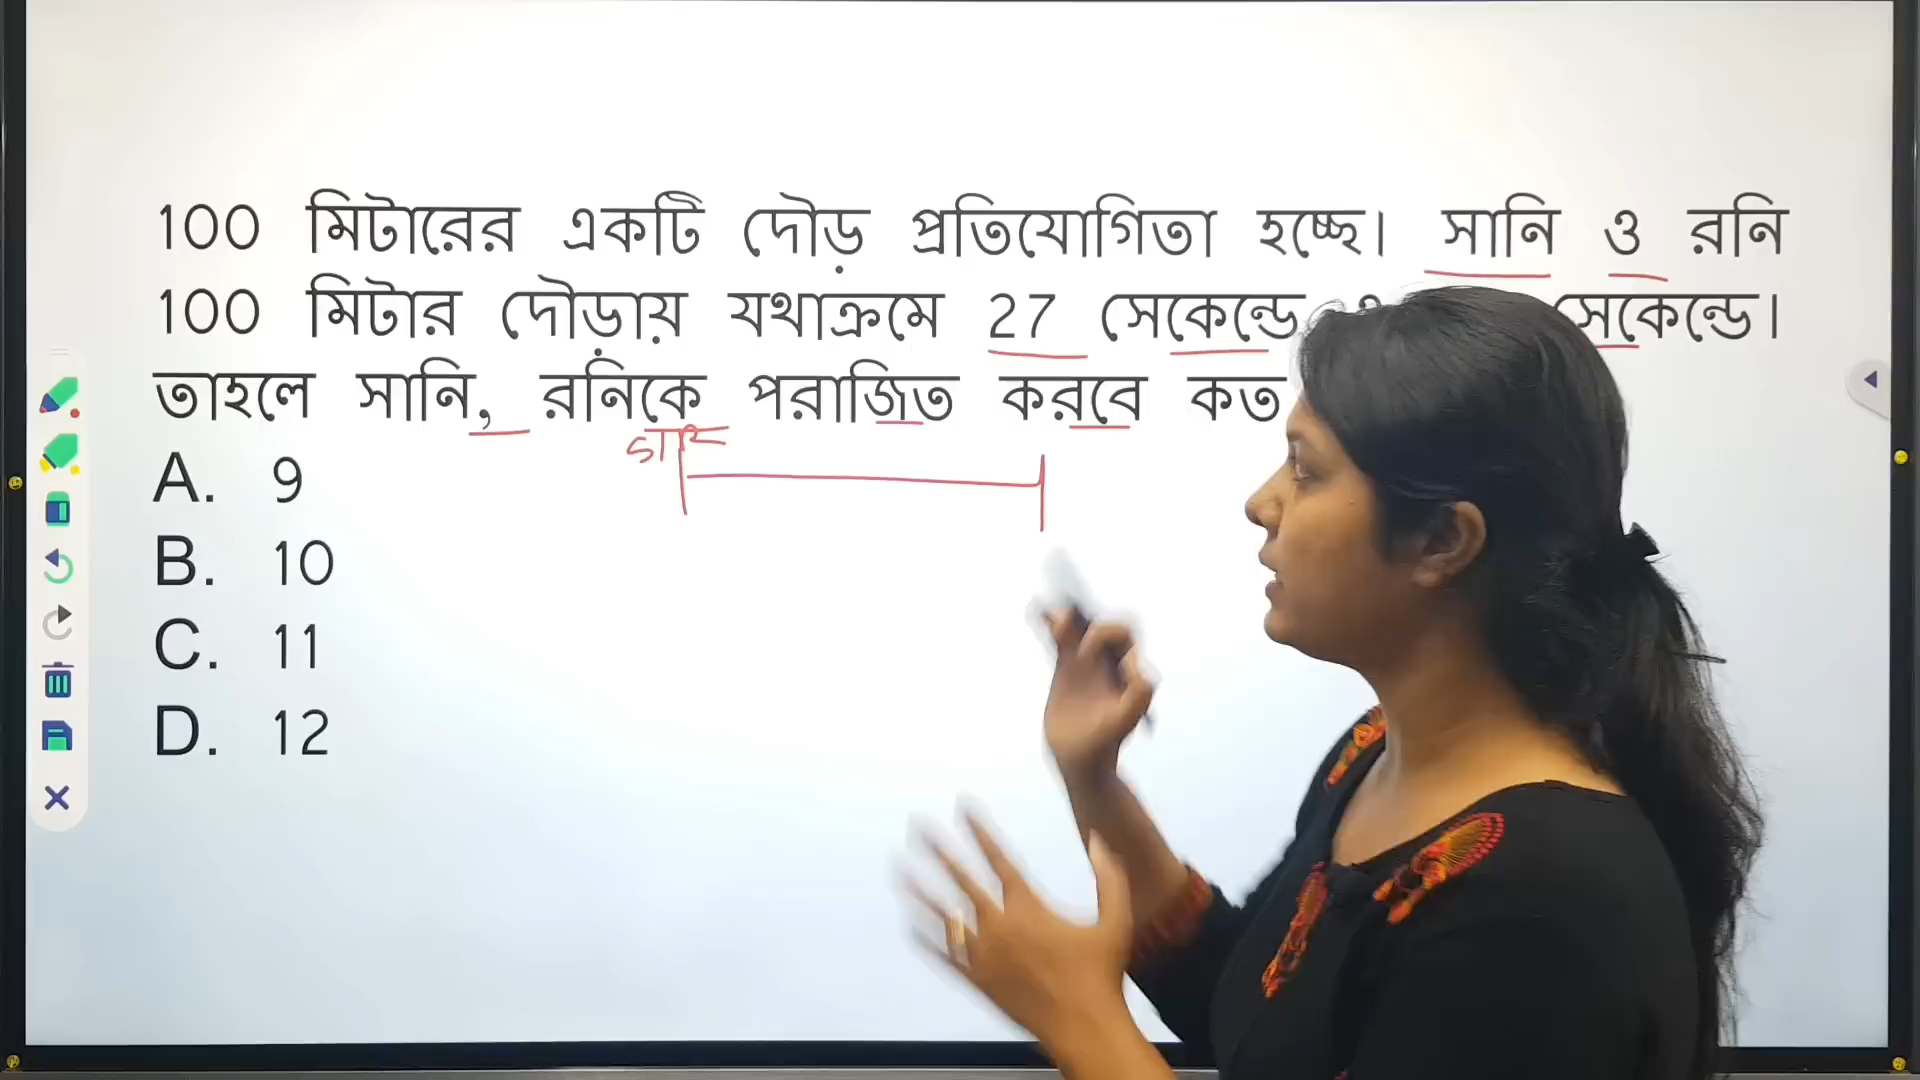 100 মিটারের একটি দৌড় প্রতিযোগিতা হচ্ছে। সানি ও রনি
100 মিটার দৌড়ায় যথাক্রমে 27 সেকেন্ডে সেকেন্ডে।
তাহলে সানি, রনিকে পরাজিত করবে কত
A. 9
B. 10
C. 11
D. 12